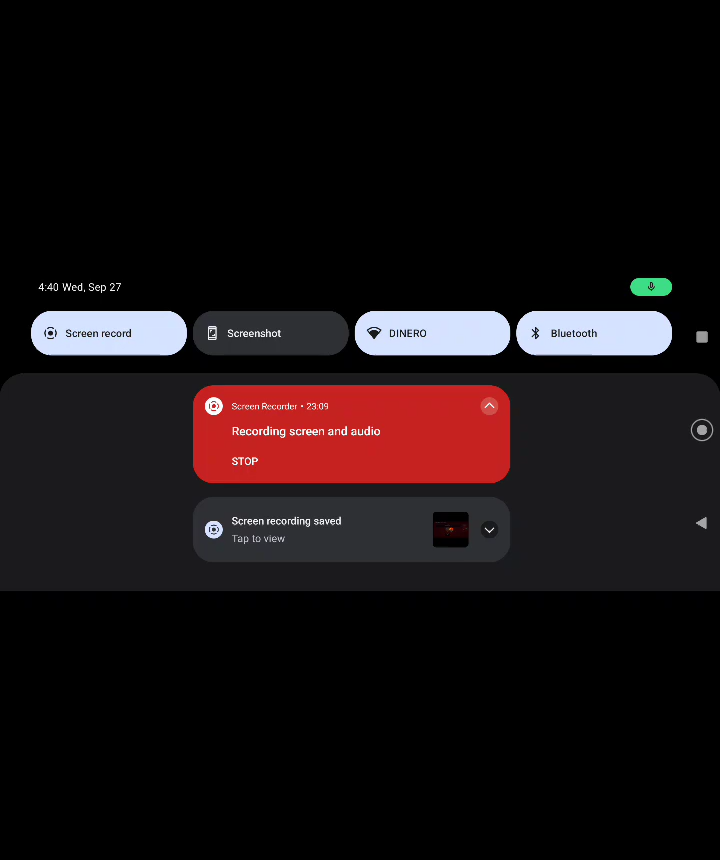 4:40 Wed, Sep 27
Screen record
Screenshot
DINERO
Bluetooth
Screen Recorder • 23:09
Recording screen and audio
STOP
Screen recording saved
Tap to view